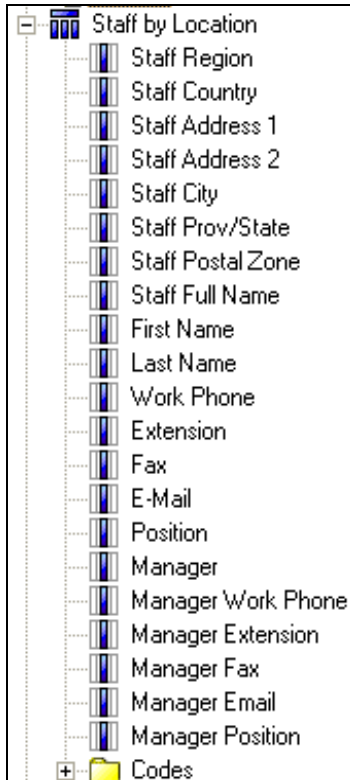 Staff by Location
Staff Region
Staff Country
Staff Address 1
Staff Address 2
Staff City
Staff Prov/State
Staff Postal Zone
Staff Full Name
First Name
Last Name
Work Phone
Extension
Fax
E-Mail
Position
Manager
Manager Work Phone
Manager Extension
Manager Fax
Manager Email
Manager Position
Codes